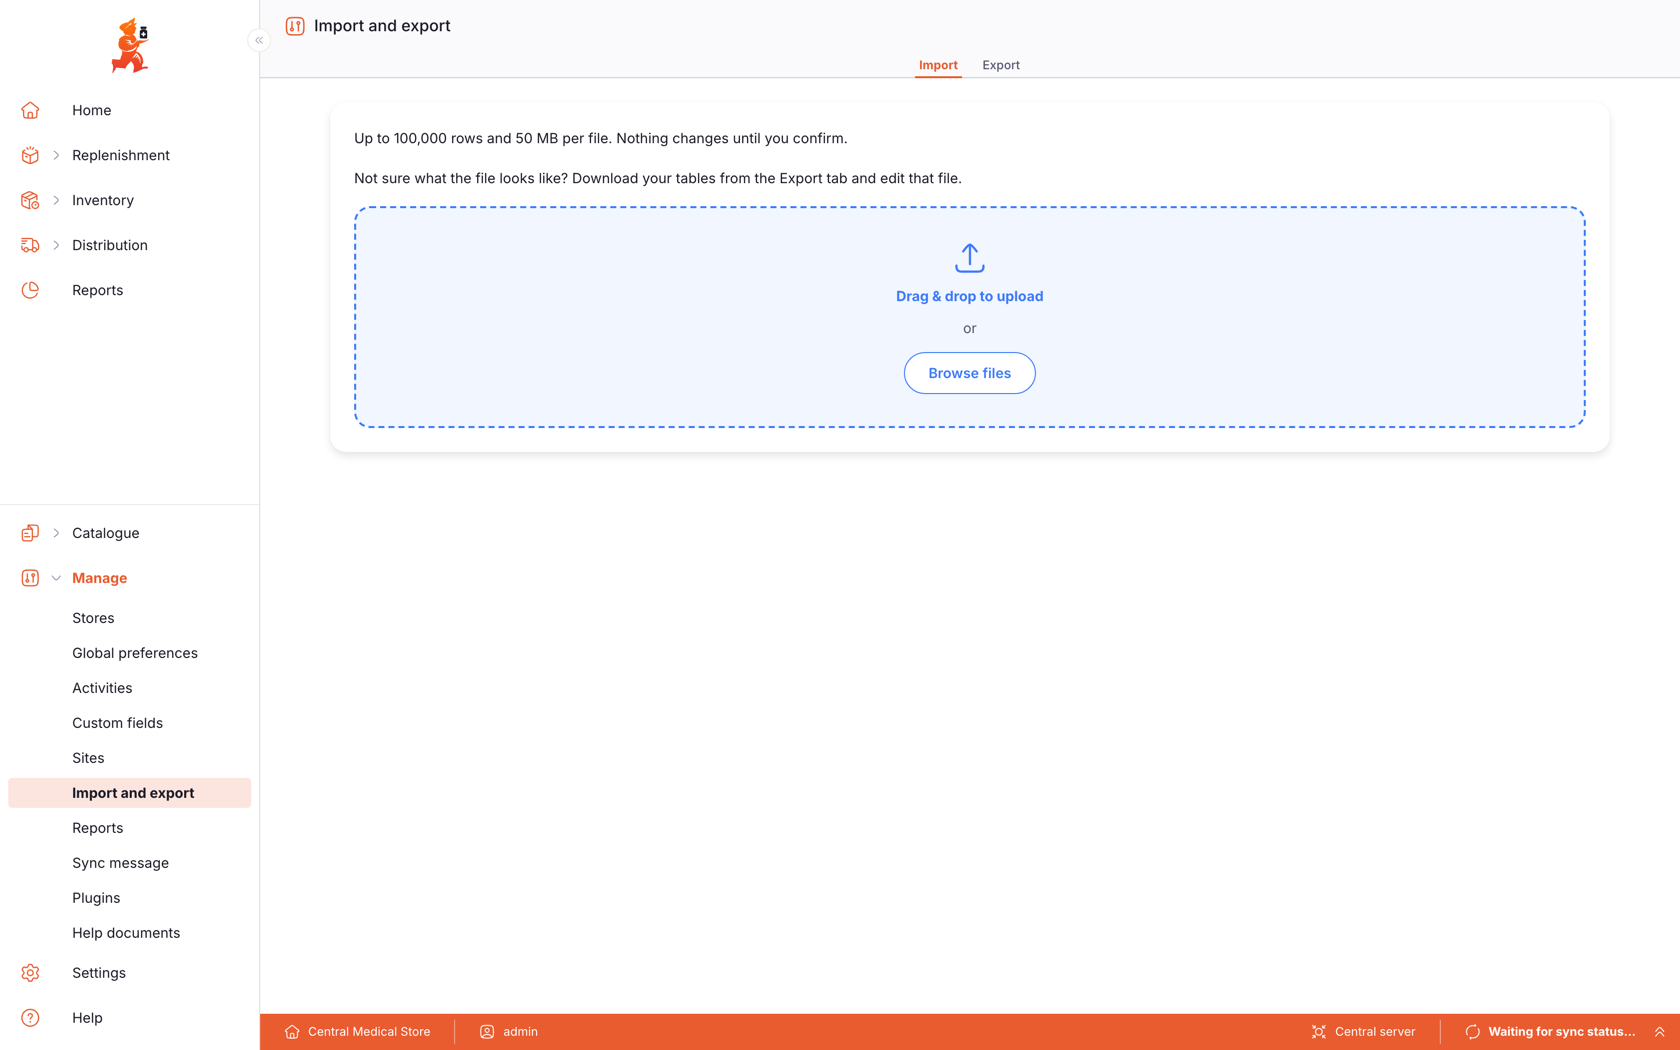 Import and export
Import
Export
Home
Replenishment
Inventory
Distribution
Reports
Up to 100,000 rows and 50 MB per file. Nothing changes until you confirm.
Not sure what the file looks like? Download your tables from the Export tab and edit that file.
Drag & drop to upload
or
Browse files
Catalogue
Manage
Stores
Global preferences
Activities
Custom fields
Sites
Import and export
Reports
Sync message
Plugins
Help documents
Settings
Help
Central Medical Store
admin
Central server
Waiting for sync status...